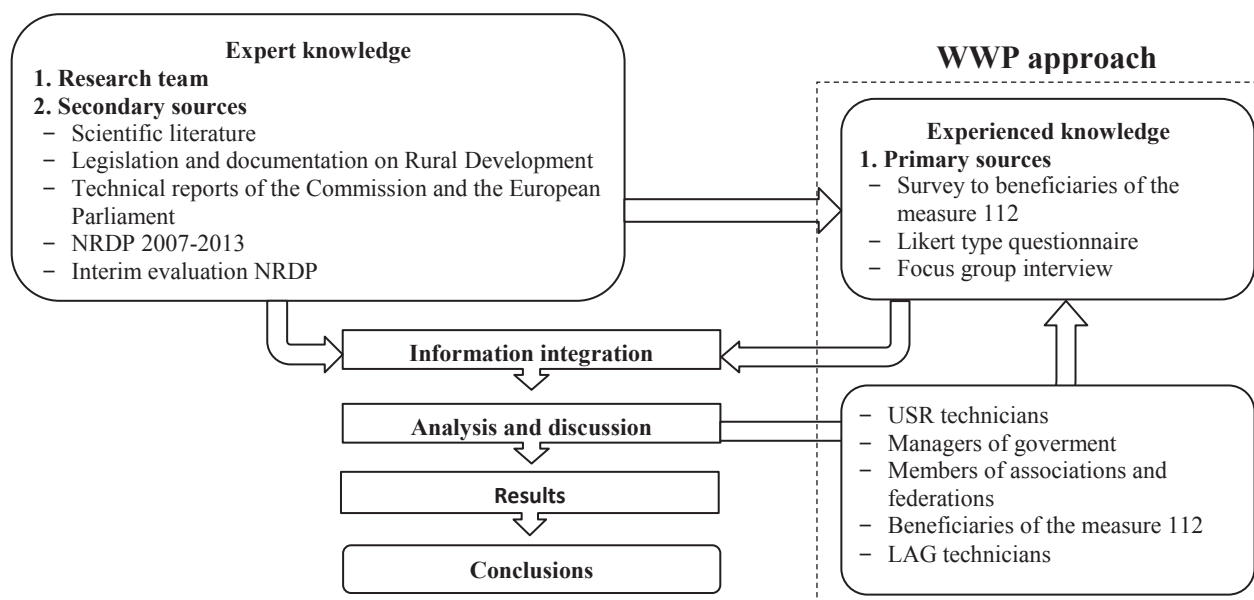 Expert knowledge
1. Research team
2. Secondary sources
− Scientific literature
− Legislation and documentation on Rural Development
− Technical reports of the Commission and the European
Parliament
− NRDP 2007-2013
− Interim evaluation NRDP
WWP approach
Experienced knowledge
1. Primary sources
− Survey to beneficiaries of the
measure 112
− Likert type questionnaire
− Focus group interview
Information integration
Analysis and discussion
Results
Conclusions
− USR technicians
− Managers of goverment
− Members of associations and
federations
− Beneficiaries of the measure 112
− LAG technicians